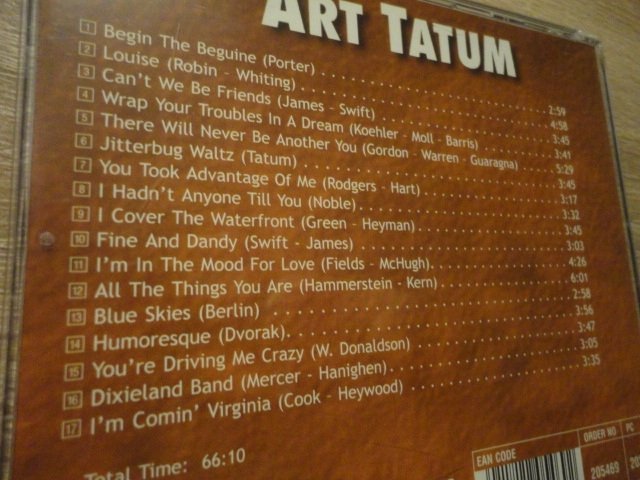 ART TATUM
1 Begin The Beguine (Porter) 2:59
2 Louise (Robin - Whiting) 4:58
3 Can't We Be Friends (James - Swift) 3:45
4 Wrap Your Troubles In A Dream (Koehler - Moll - Barris) 3:41
5 There Will Never Be Another You (Gordon - Warren - Guaragna) 5:29
6 Jitterbug Waltz (Tatum) 3:45
7 You Took Advantage Of Me (Rodgers - Hart) 3:17
8 I Hadn't Anyone Till You (Noble) 3:32
9 I Cover The Waterfront (Green - Heyman) 3:45
10 Fine And Dandy (Swift - James) 3:03
11 I'm In The Mood For Love (Fields - McHugh) 4:26
12 All The Things You Are (Hammerstein - Kern) 6:01
13 Blue Skies (Berlin) 2:58
14 Humoresque (Dvorak) 3:56
15 You're Driving Me Crazy (W. Donaldson) 3:47
16 Dixieland Band (Mercer - Hanighen) 3:05
17 I'm Comin' Virginia (Cook - Heywood) 3:35
Total Time: 66:10
EAN CODE
ORDER NO PC
205469